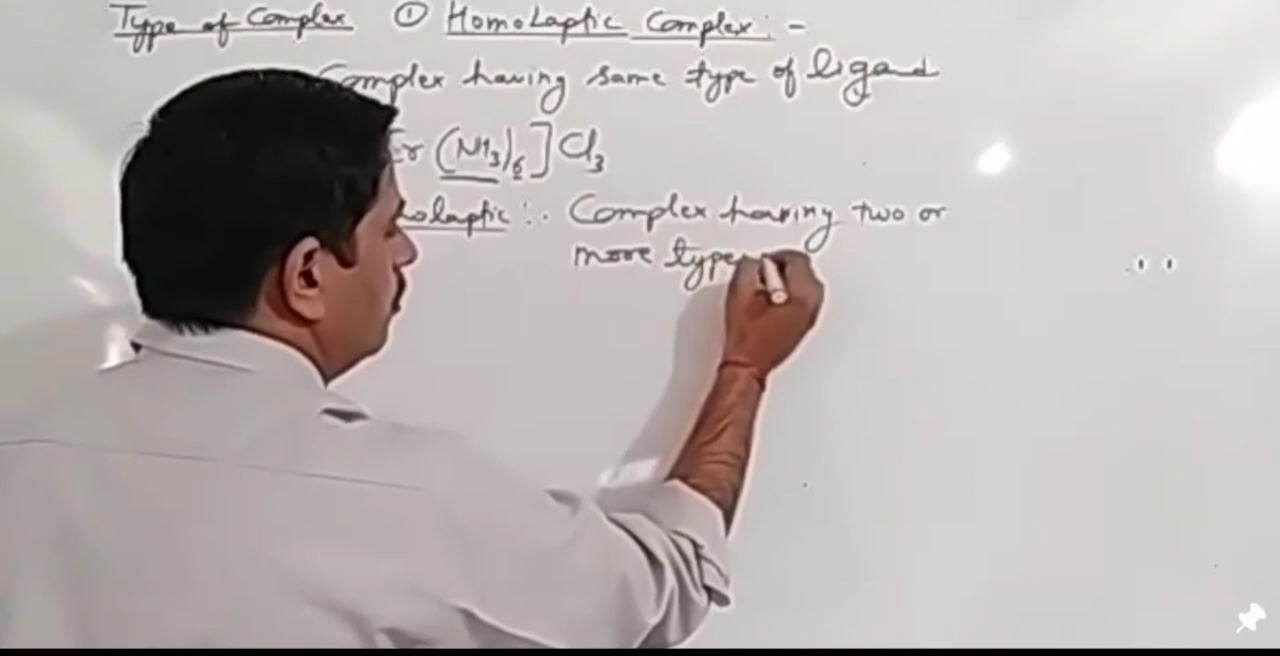 Type of Complex ① Homolaptic Complex :-
Complex having same type of ligand
(NH3)6]Cl3
olaptic :. Complex having two or
more type